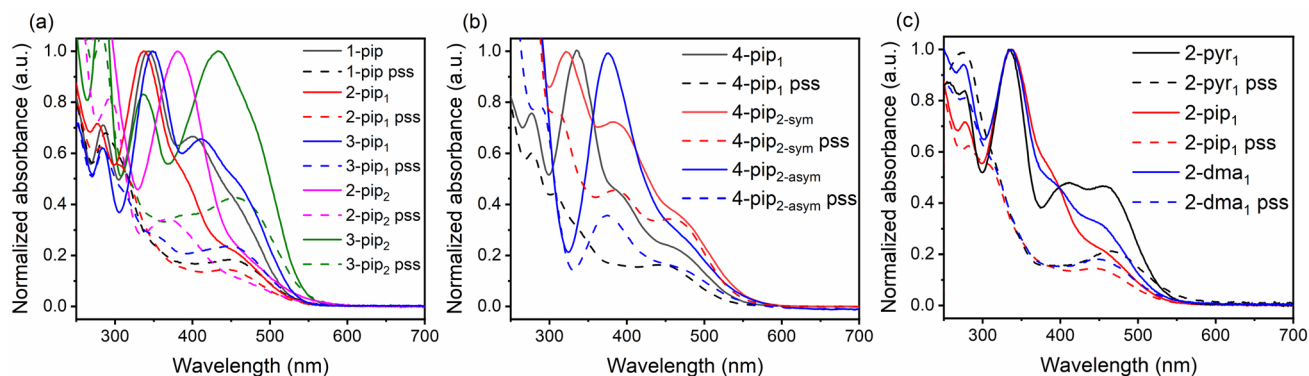 (a)
Normalized absorbance (a.u.)
1.0
0.8
0.6
0.4
0.2
0.0
300 400 500 600 700
Wavelength (nm)
1-pip
1-pip pss
2-pip₁
2-pip₁ pss
3-pip₁
3-pip₁ pss
2-pip₂
2-pip₂ pss
3-pip₂
3-pip₂ pss
(b)
Normalized absorbance (a.u.)
1.0
0.8
0.6
0.4
0.2
0.0
300 400 500 600 700
Wavelength (nm)
4-pip₁
4-pip₁ pss
4-pip₂₋sym
4-pip₂₋sym pss
4-pip₂₋asym
4-pip₂₋asym pss
(c)
Normalized absorbance (a.u.)
1.0
0.8
0.6
0.4
0.2
0.0
300 400 500 600 700
Wavelength (nm)
2-pyr₁
2-pyr₁ pss
2-pip₁
2-pip₁ pss
2-dma₁
2-dma₁ pss